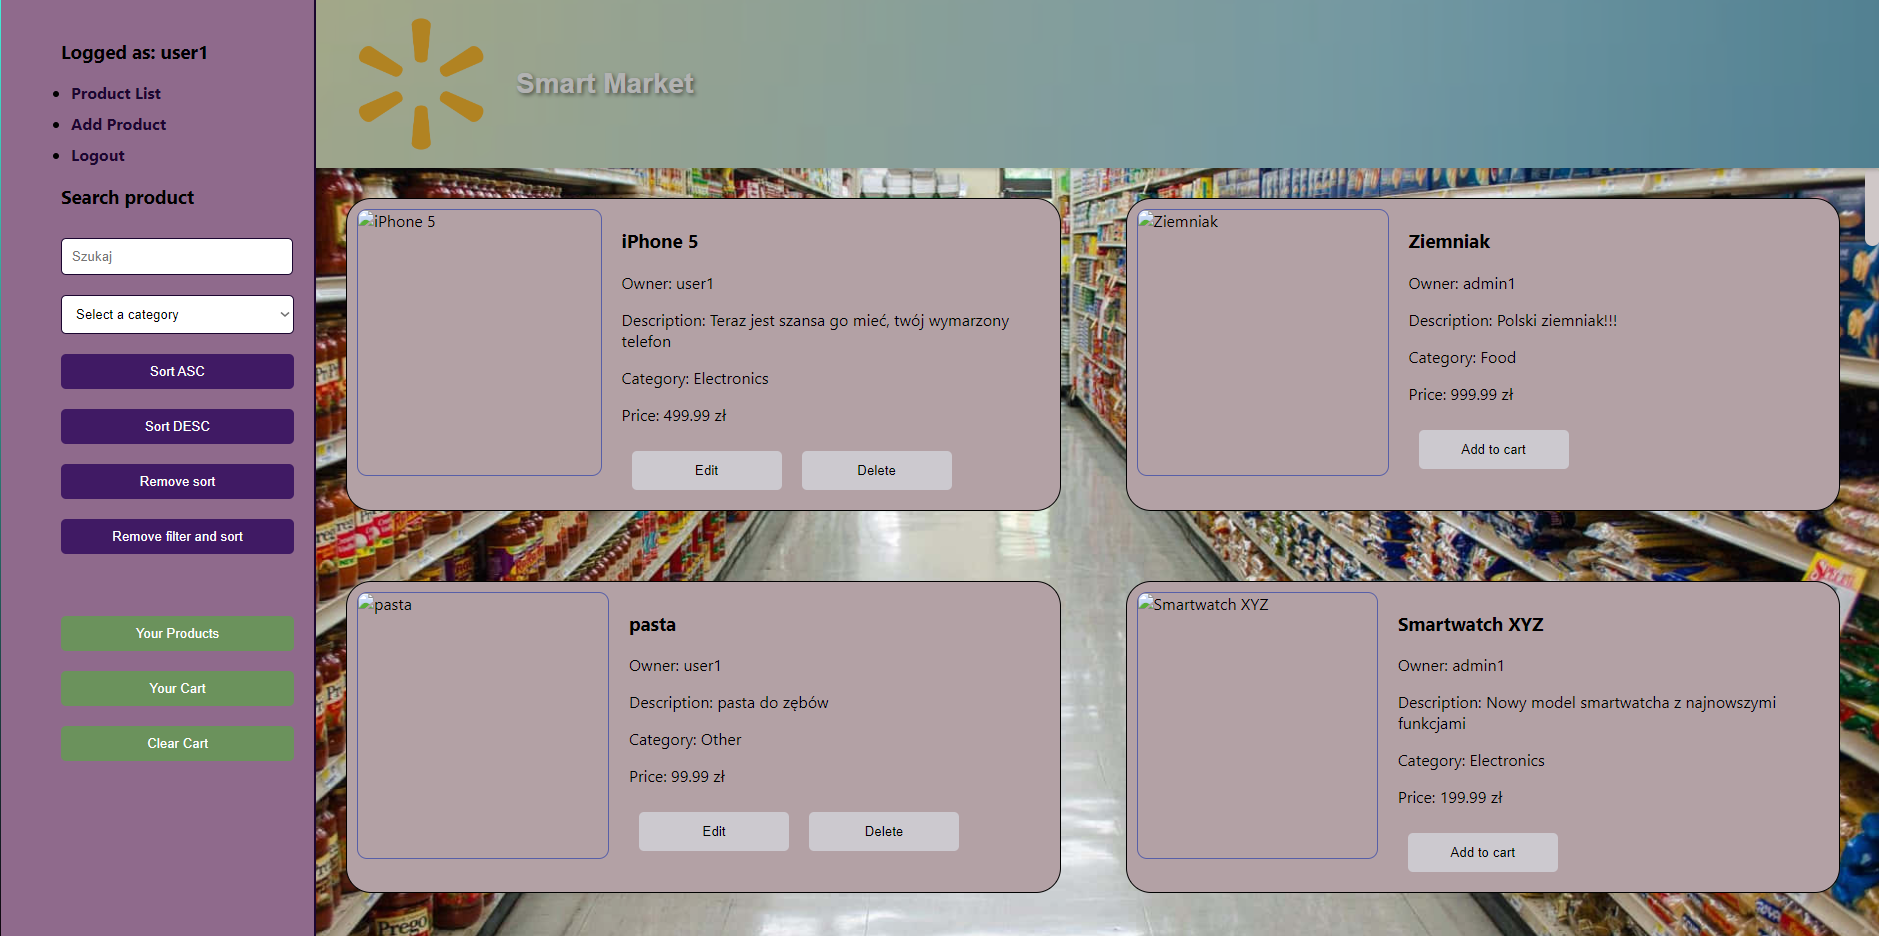 Logged as: user1
Product List
Add Product
Logout
Search product
Szukaj
Select a category
Sort ASC
Sort DESC
Remove sort
Remove filter and sort
Your Products
Your Cart
Clear Cart
Smart Market
iPhone 5
iPhone 5
Owner: user1
Description: Teraz jest szansa go mieć, twój wymarzony
telefon
Category: Electronics
Price: 499.99 zł
Edit
Delete
Ziemniak
Ziemniak
Owner: admin1
Description: Polski ziemniak!!!
Category: Food
Price: 999.99 zł
Add to cart
pasta
pasta
Owner: user1
Description: pasta do zębów
Category: Other
Price: 99.99 zł
Edit
Delete
Smartwatch XYZ
Smartwatch XYZ
Owner: admin1
Description: Nowy model smartwatcha z najnowszymi
funkcjami
Category: Electronics
Price: 199.99 zł
Add to cart
Prego